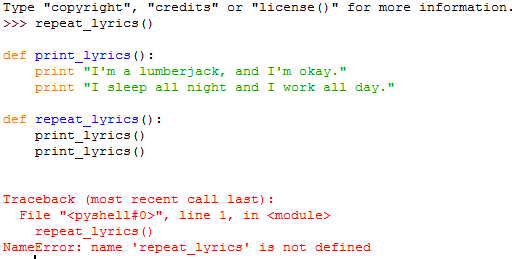 Type "copyright", "credits" or "license()" for more information.
>>> repeat_lyrics()
def print_lyrics():
    print "I'm a lumberjack, and I'm okay."
    print "I sleep all night and I work all day."
def repeat_lyrics():
    print_lyrics()
    print_lyrics()
Traceback (most recent call last):
  File "<pyshell#0>", line 1, in <module>
    repeat_lyrics()
NameError: name 'repeat_lyrics' is not defined